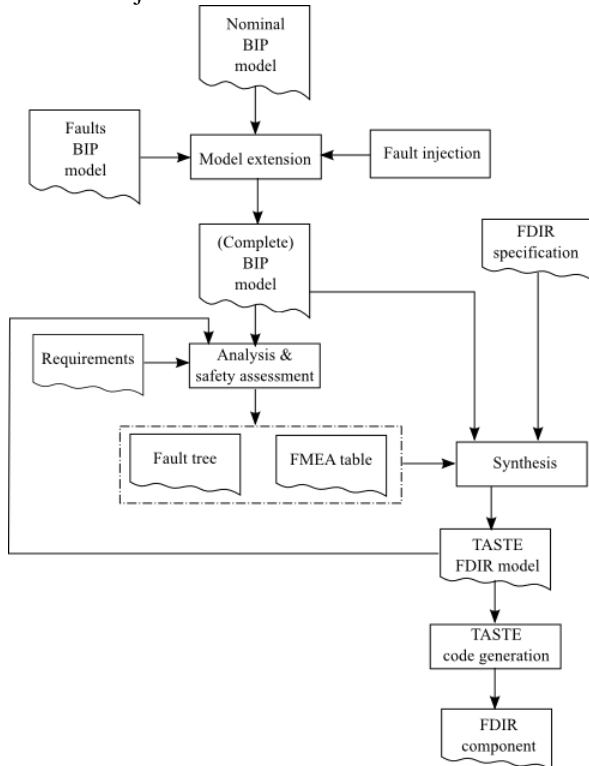 Nominal
BIP
model
Faults
BIP
model
Model extension
Fault injection
(Complete)
BIP
model
FDIR
specification
Requirements
Analysis &
safety assessment
Fault tree
FMEA table
Synthesis
TASTE
FDIR model
TASTE
code generation
FDIR
component